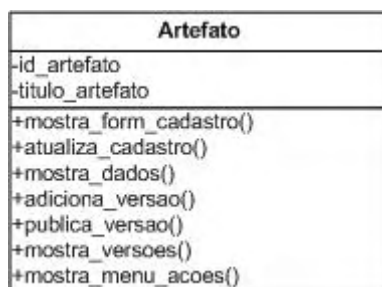 Artefato
-id_artefato
-titulo_artefato
+mostra_form_cadastro()
+atualiza_cadastro()
+mostra_dados()
+adiciona_versao()
+publica_versao()
+mostra_versoes()
+mostra_menu_acoes()